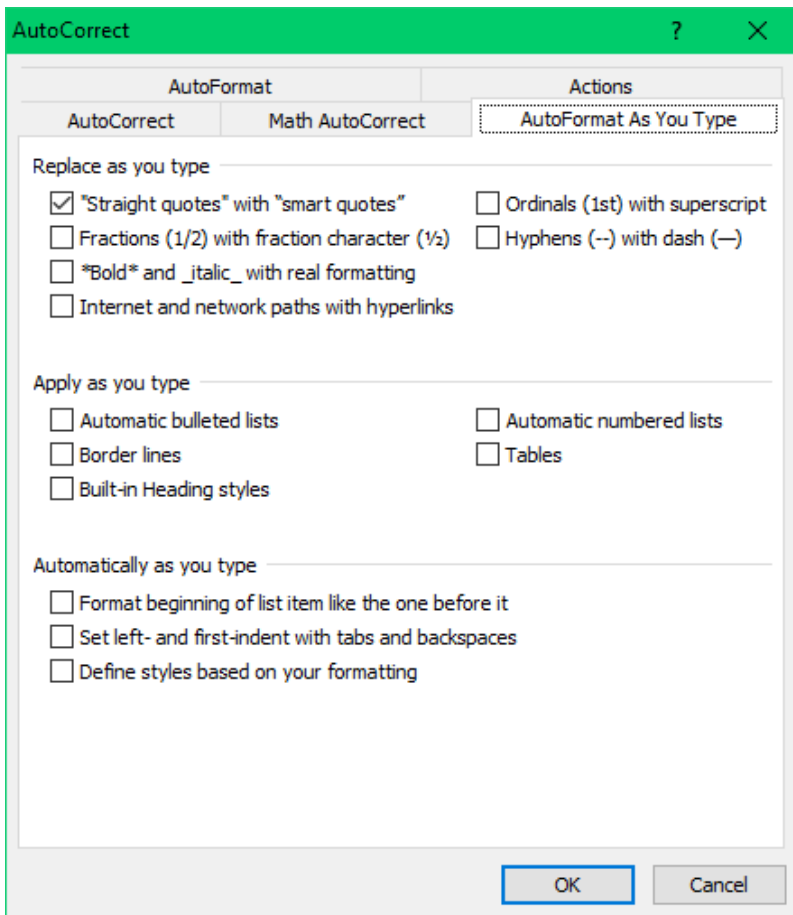 AutoCorrect ?
AutoFormat Actions
AutoCorrect Math AutoCorrect AutoFormat As You Type
Replace as you type
"Straight quotes" with “smart quotes” Ordinals (1st) with superscript
Fractions (1/2) with fraction character (½) Hyphens (--) with dash (—)
*Bold* and _italic_ with real formatting
Internet and network paths with hyperlinks
Apply as you type
Automatic bulleted lists Automatic numbered lists
Border lines Tables
Built-in Heading styles
Automatically as you type
Format beginning of list item like the one before it
Set left- and first-indent with tabs and backspaces
Define styles based on your formatting
OK Cancel